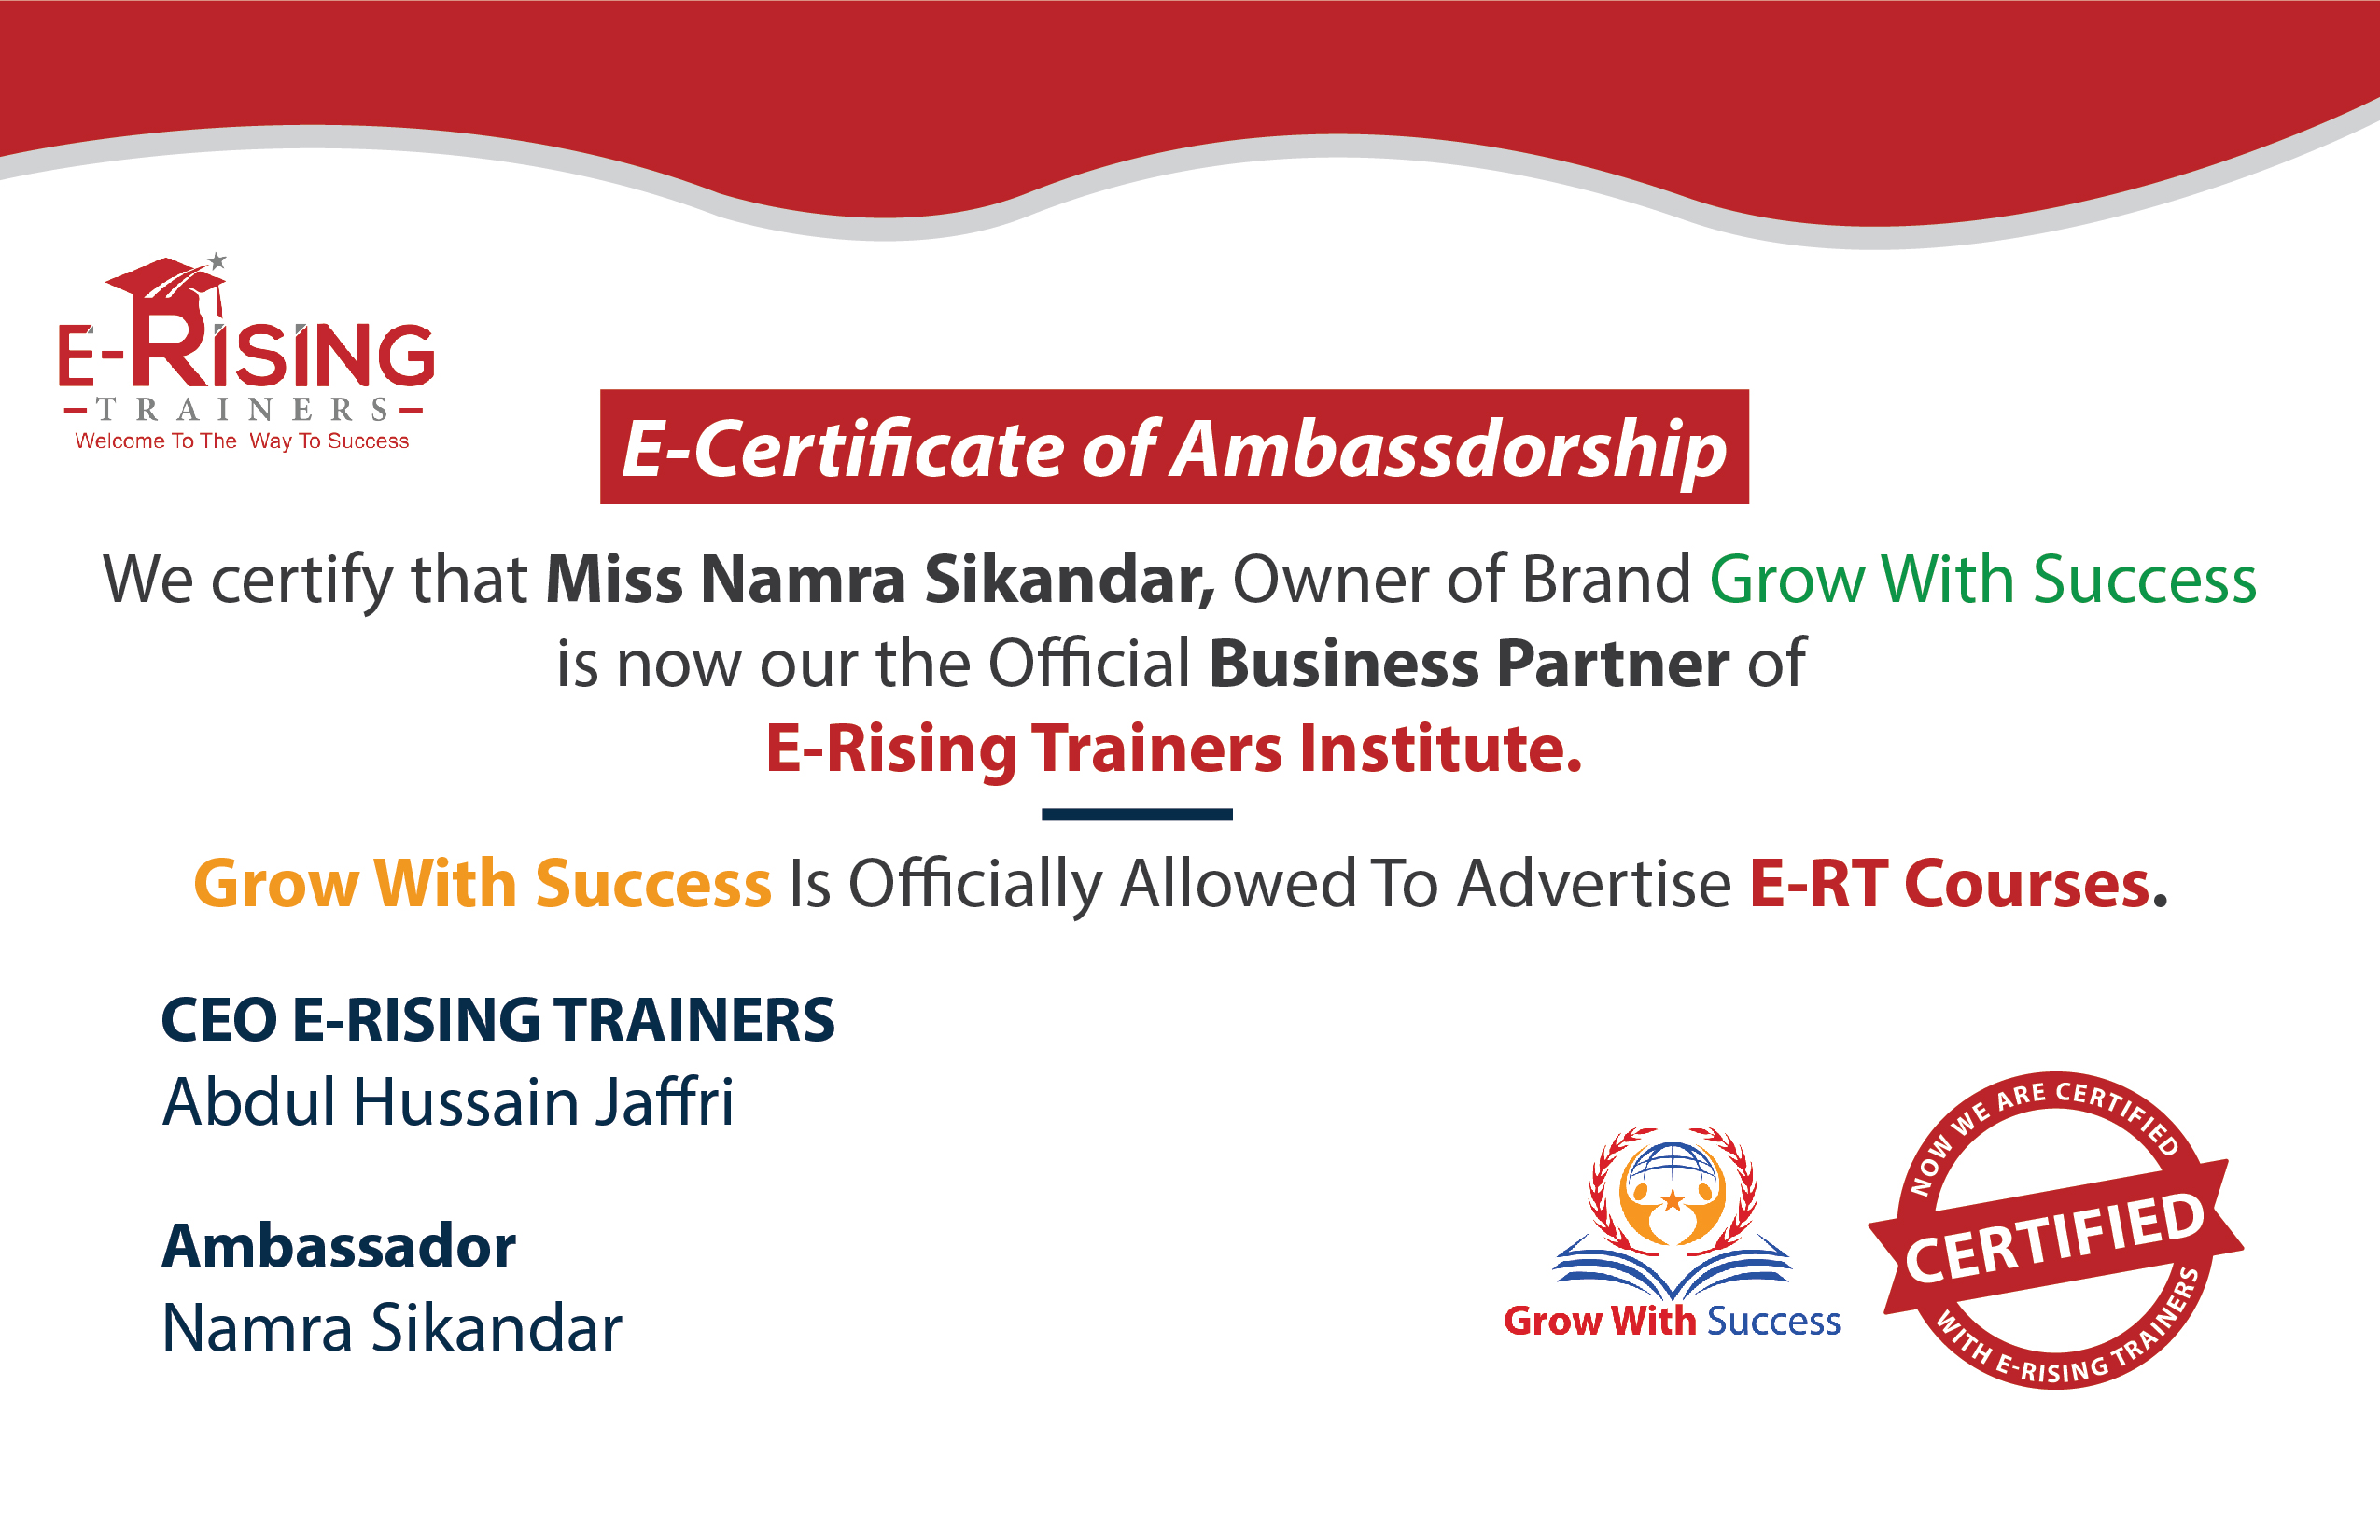 E-RISING
TRAINERS
Welcome To The Way To Success
E-Certificate of Ambassdorship
We certify that Miss Namra Sikandar, Owner of Brand Grow With Success
is now our the Official Business Partner of
E-Rising Trainers Institute.
Grow With Success Is Officially Allowed To Advertise E-RT Courses.
CEO E-RISING TRAINERS
Abdul Hussain Jaffri
Ambassador
Namra Sikandar
Grow With Success
NOW WE ARE CERTIFIED
CERTIFIED
WITH E-RISING TRAINERS